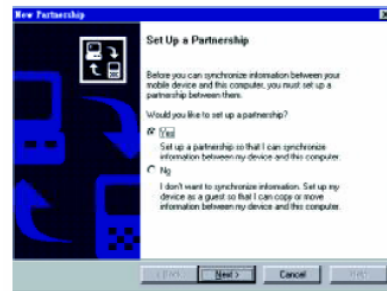 New Partnership
Set Up a Partnership
Before you can synchronize information between your
mobile device and this computer, you must set up a
partnership between them.
Would you like to set up a partnership?
Yes
Set up a partnership so that I can synchronize
information between my device and this computer.
No
I don't want to synchronize information. Set up my
device as a guest so that I can copy or move
information between my device and this computer.
< Back
Next >
Cancel
Help